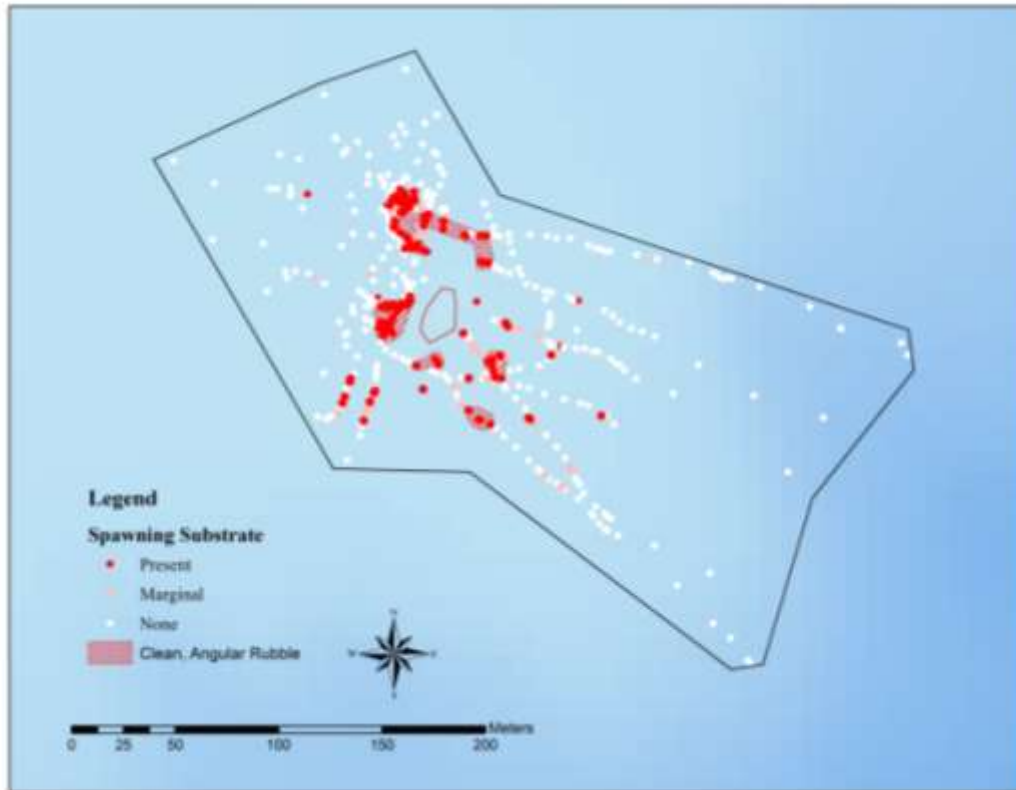 Legend
Spawning Substrate
Present
Marginal
None
Clean, Angular Rubble
N
W
E
S
Meters
0 25 50 100 150 200